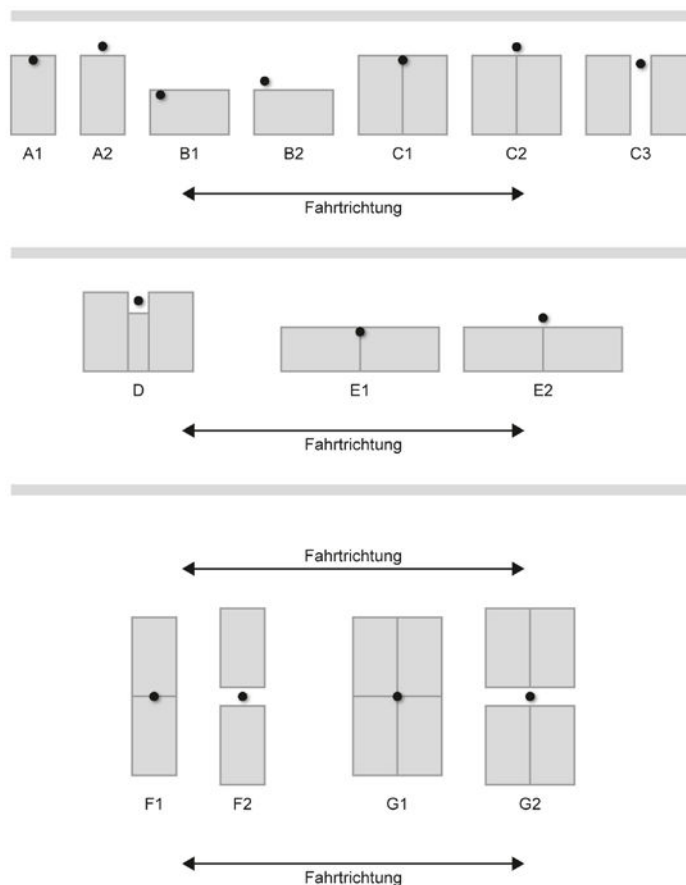 A1 A2 B1 B2 C1 C2 C3
Fahrtrichtung
D E1 E2
Fahrtrichtung
Fahrtrichtung
F1 F2 G1 G2
Fahrtrichtung